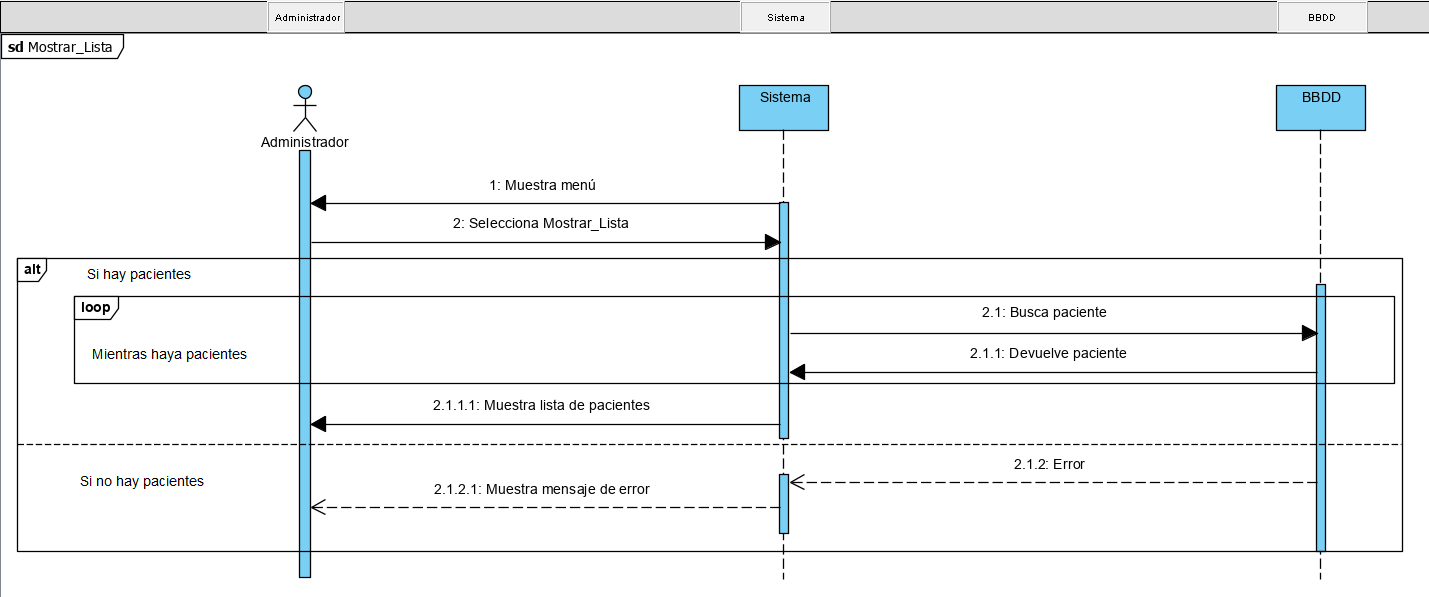 Administrador
Sistema
BBDD
sd Mostrar_Lista
Administrador
Sistema
BBDD
1: Muestra menú
2: Selecciona Mostrar_Lista
alt
Si hay pacientes
loop
2.1: Busca paciente
Mientras haya pacientes
2.1.1: Devuelve paciente
2.1.1.1: Muestra lista de pacientes
2.1.2: Error
Si no hay pacientes
2.1.2.1: Muestra mensaje de error